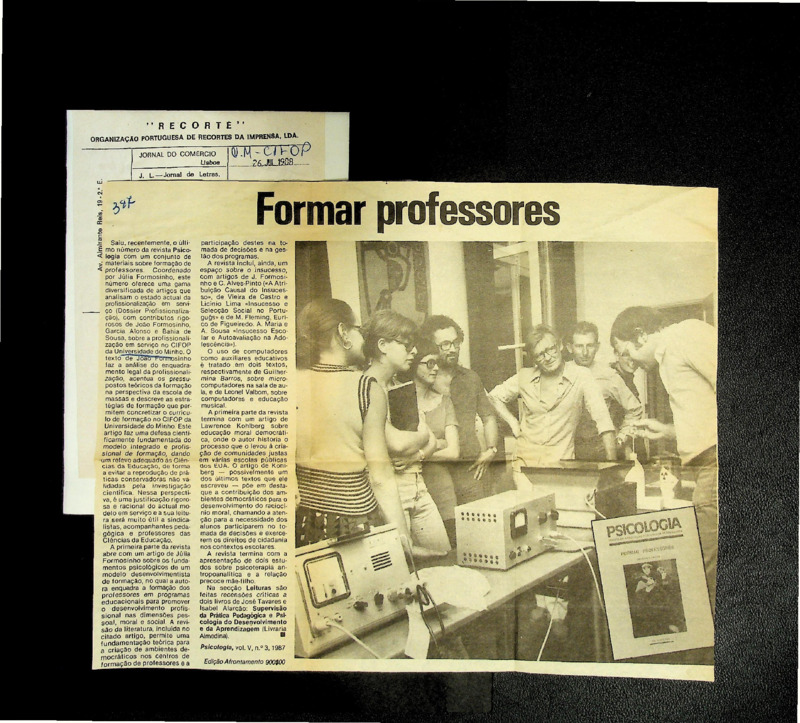 "RECORTE"
ORGANIZAÇÃO PORTUGUESA DE RECORTES DA IMPRENSA, LDA.
JORNAL DO COMÉRCIO
Lisboa
U.M-CIFOP
26 JUL 1988
J. L.—Jornal de Letras.
Av. Almirante Reis, 19-2.º E.
387
Formar professores
Saiu, recentemente, o últi-
mo número da revista Psico-
logia com um conjunto de
materiais sobre formação de
professores. Coordenado
por Júlia Formosinho, este
número oferece uma gama
diversificada de artigos que
analisam o estado actual da
profissionalização em servi-
ço (Dossier Profissionaliza-
ção), com contributos rigo-
rosos de João Formosinho,
Garcia Alonso e Bahia de
Sousa, sobre a profissionali-
zação em serviço no CIFOP
da Universidade do Minho. O
texto de João Formosinho
faz a análise do enquadra-
mento legal da profissionali-
zação, acentua os pressu-
postos teóricos da formação
na perspectiva da escola de
massas e descreve as estra-
tégias de formação que per-
mitem concretizar o currícu-
lo de formação no CIFOP da
Universidade do Minho. Este
artigo faz uma defesa cienti-
ficamente fundamentada do
modelo integrado e profis-
sional de formação, dando
um relevo adequado às Ciên-
cias da Educação, de forma
a evitar a reprodução de prá-
ticas conservadoras não va-
lidadas pela investigação
científica. Nessa perspecti-
va, é uma justificação rigoro-
sa e racional do actual mo-
delo em serviço e a sua leitu-
ra será muito útil a sindica-
listas, acompanhantes peda-
gógica e professores das
Ciências da Educação.
A primeira parte da revista
abre com um artigo de Júlia
Formosinho sobre os funda-
mentos psicológicos de um
modelo desenvolvimentista
de formação, no qual a auto-
ra enquadra a formação dos
professores em programas
educacionais para promover
o desenvolvimento profis-
sional nas dimensões pes-
soal, moral e social. A revi-
são da literatura, incluída no
citado artigo, permite uma
fundamentação teórica para
a criação de ambientes de-
mocráticos nos centros de
formação de professores e a
participação destes na to-
mada de decisões e na ges-
tão dos programas.
A revista inclui, ainda, um
espaço sobre o insucesso,
com artigos de J. Formosi-
nho e C. Alves-Pinto («A Atri-
buição Causal do Insuces-
so», de Vieira de Castro e
Licínio Lima «Insucesso e
Selecção Social no Portu-
guês» e de M. Fleming, Eurí-
co de Figueiredo. A. Maria e
A. Sousa «Insucesso Esco-
lar e Autoavaliação na Ado-
lescência»).
O uso de computadores
como auxiliares educativos
é tratado em dois textos,
respectivamente de Guilher-
mina Barros, sobre micro-
computadores na sala de au-
la, e de Leonel Valbom, sobre
computadores e educação
musical.
A primeira parte da revista
termina com um artigo de
Lawrence Kohlberg sobre
educação moral democráti-
ca, onde o autor historia o
processo que o levou à cria-
ção de comunidades justas
em várias escolas públicas
dos EUA. O artigo de Kohl-
berg — possivelmente um
dos últimos textos que ele
escreveu — põe em desta-
que a contribuição dos am-
bientes democráticos para o
desenvolvimento do raciocí-
nio moral, chamando a aten-
ção para a necessidade dos
alunos participarem no to-
mada de decisões e exerce-
rem os direitos de cidadania
nos contextos escolares.
A revista termina com a
apresentação de dois estu-
dos sobre psicoterapia an-
tropoanalítica e a relação
precoce mãe-filho.
Na secção Leituras são
feitas recensões críticas a
dois livros de José Tavares e
Isabel Alarcão: Supervisão
da Prática Pedagógica e Psi-
cologia do Desenvolvimento
e da Aprendizagem (Livraria
Almedina).
Psicologia, vol. V, n.º 3, 1987
Edição Afrontamento 900$00
PSICOLOGIA
FORMAR PROFESSORES